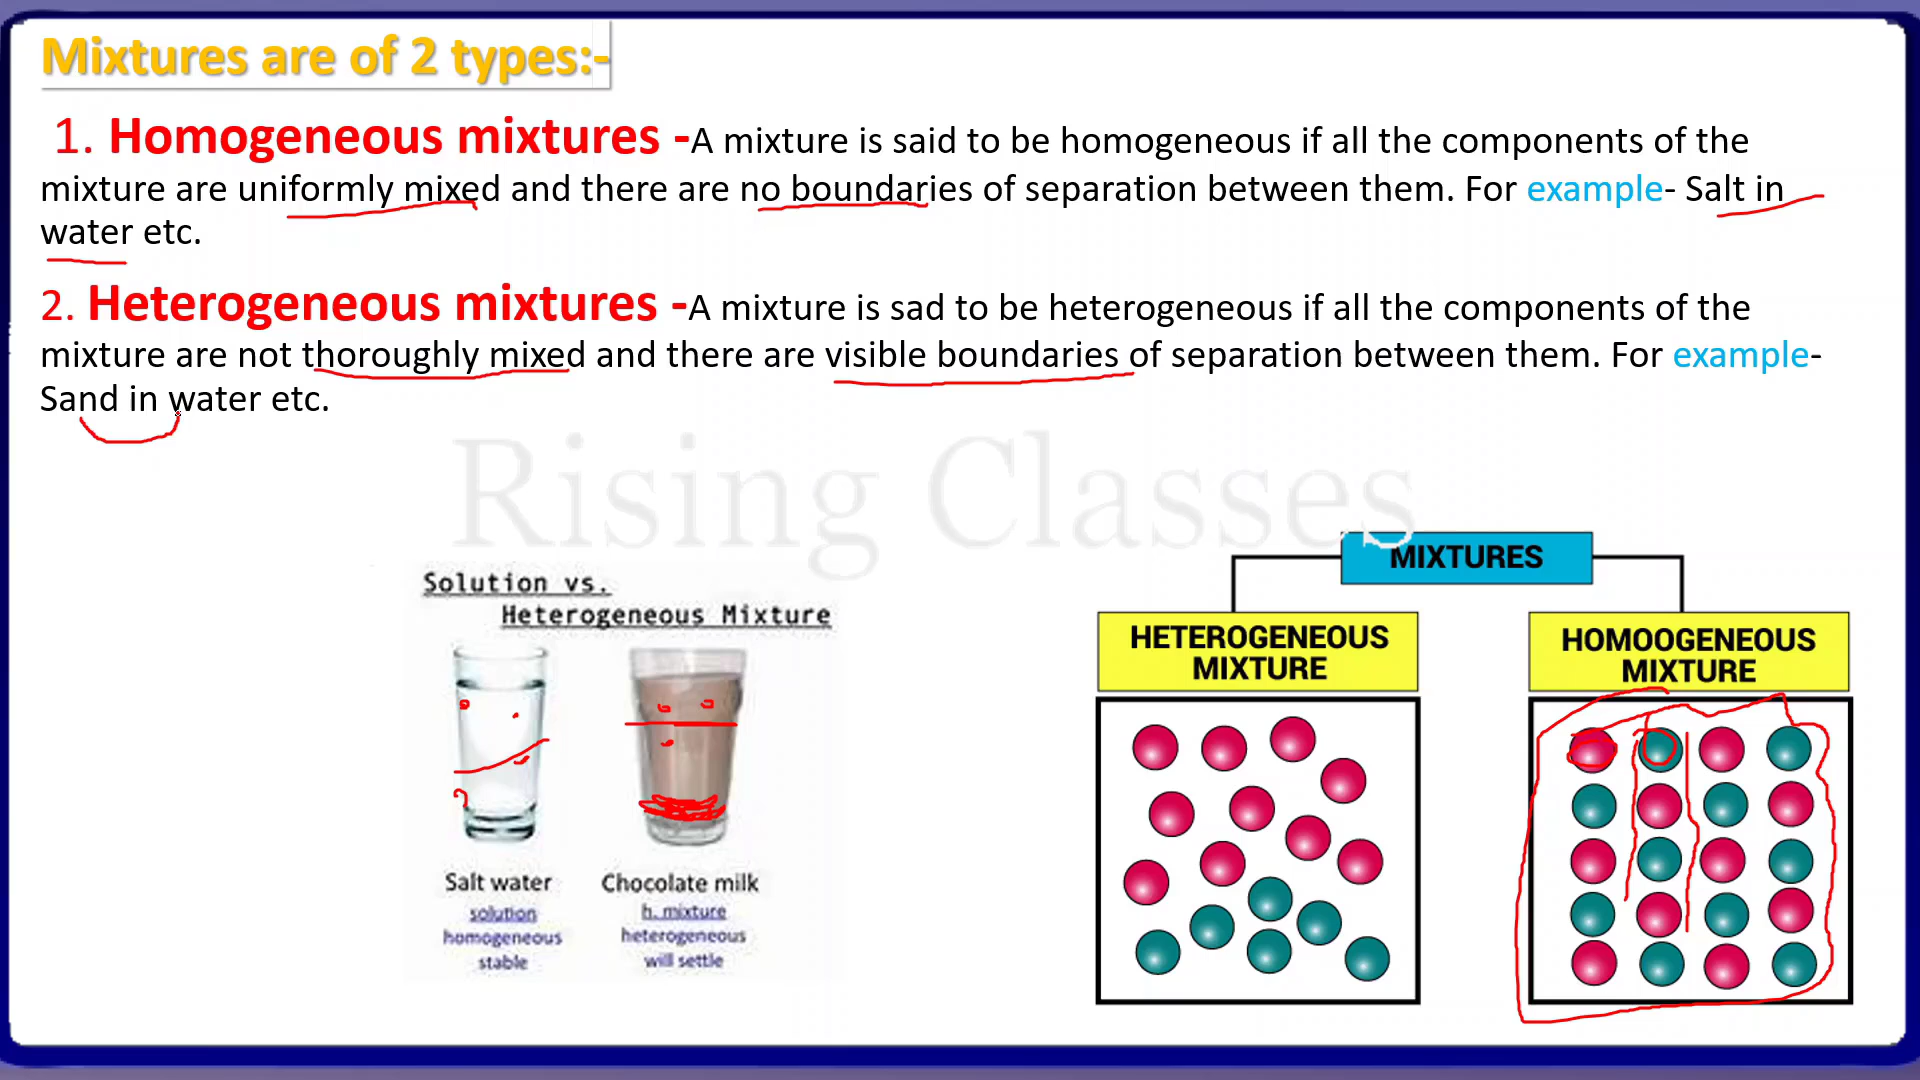 Mixtures are of 2 types:-
1. Homogeneous mixtures -A mixture is said to be homogeneous if all the components of the
mixture are uniformly mixed and there are no boundaries of separation between them. For example- Salt in
water etc.
2. Heterogeneous mixtures -A mixture is sad to be heterogeneous if all the components of the
mixture are not thoroughly mixed and there are visible boundaries of separation between them. For example-
Sand in water etc.
Rising Classes
Solution vs.
Heterogeneous Mixture
Salt water
solution
homogeneous
stable
Chocolate milk
h. mixture
heterogeneous
will settle
MIXTURES
HETEROGENEOUS
MIXTURE
HOMOOGENEOUS
MIXTURE